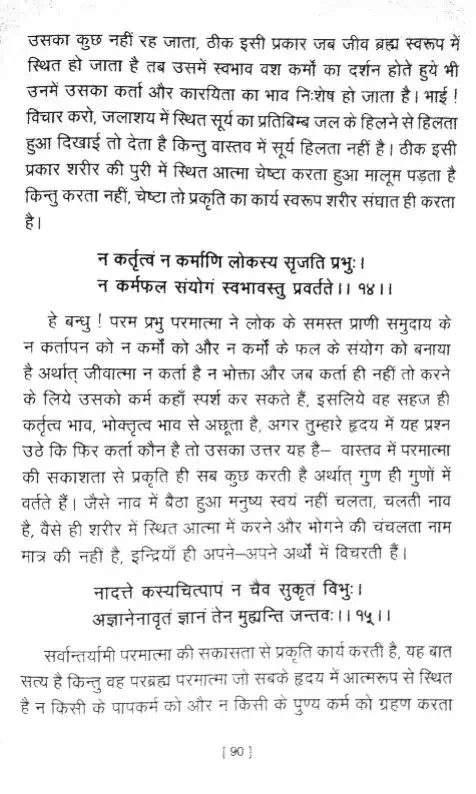 उसका कुछ नहीं रह जाता, ठीक इसी प्रकार जब जीव ब्रह्म स्वरूप में
स्थित हो जाता है तब उसमें स्वभाव वश कर्मों का दर्शन होते हुये भी
उनमें उसका कर्ता और कारयिता का भाव निःशेष हो जाता है। भाई !
विचार करो, जलाशय में स्थित सूर्य का प्रतिबिम्ब जल के हिलने से हिलता
हुआ दिखाई तो देता है किन्तु वास्तव में सूर्य हिलता नहीं है। ठीक इसी
प्रकार शरीर की पुरी में स्थित आत्मा चेष्टा करता हुआ मालूम पड़ता है
किन्तु करता नहीं, चेष्टा तो प्रकृति का कार्य स्वरूप शरीर संघात ही करता
है।
न कर्तृत्वं न कर्माणि लोकस्य सृजति प्रभुः।
न कर्मफल संयोगं स्वभावस्तु प्रवर्तते।। १४।।
हे बन्धु ! परम प्रभु परमात्मा ने लोक के समस्त प्राणी समुदाय के
न कर्तापन को न कर्मों को और न कर्मों के फल के संयोग को बनाया
है अर्थात् जीवात्मा न कर्ता है न भोक्ता और जब कर्ता ही नहीं तो करने
के लिये उसको कर्म कहाँ स्पर्श कर सकते हैं, इसलिये वह सहज ही
कर्तृत्व भाव, भोक्तृत्व भाव से अछूता है, अगर तुम्हारे हृदय में यह प्रश्न
उठे कि फिर कर्ता कौन है तो उसका उत्तर यह है– वास्तव में परमात्मा
की सकाशता से प्रकृति ही सब कुछ करती है अर्थात् गुण ही गुणों में
वर्तते हैं। जैसे नाव में बैठा हुआ मनुष्य स्वयं नहीं चलता, चलती नाव
है, वैसे ही शरीर में स्थित आत्मा में करने और भोगने की चंचलता नाम
मात्र की नहीं है, इन्द्रियाँ ही अपने–अपने अर्थों में विचरती हैं।
नादत्ते कस्यचित्पापं न चैव सुकृतं विभुः।
अज्ञानेनावृतं ज्ञानं तेन मुह्यन्ति जन्तवः।। १५।।
सर्वान्तर्यामी परमात्मा की सकासता से प्रकृति कार्य करती है, यह बात
सत्य है किन्तु वह परब्रह्म परमात्मा जो सबके हृदय में आत्मरूप से स्थित
है न किसी के पापकर्म को और न किसी के पुण्य कर्म को ग्रहण करता
[ 90 ]